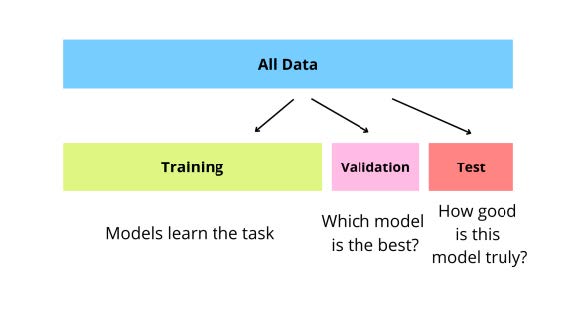 All Data
Training
Validation
Test
Models learn the task
Which model
is the best?
How good
is this
model truly?